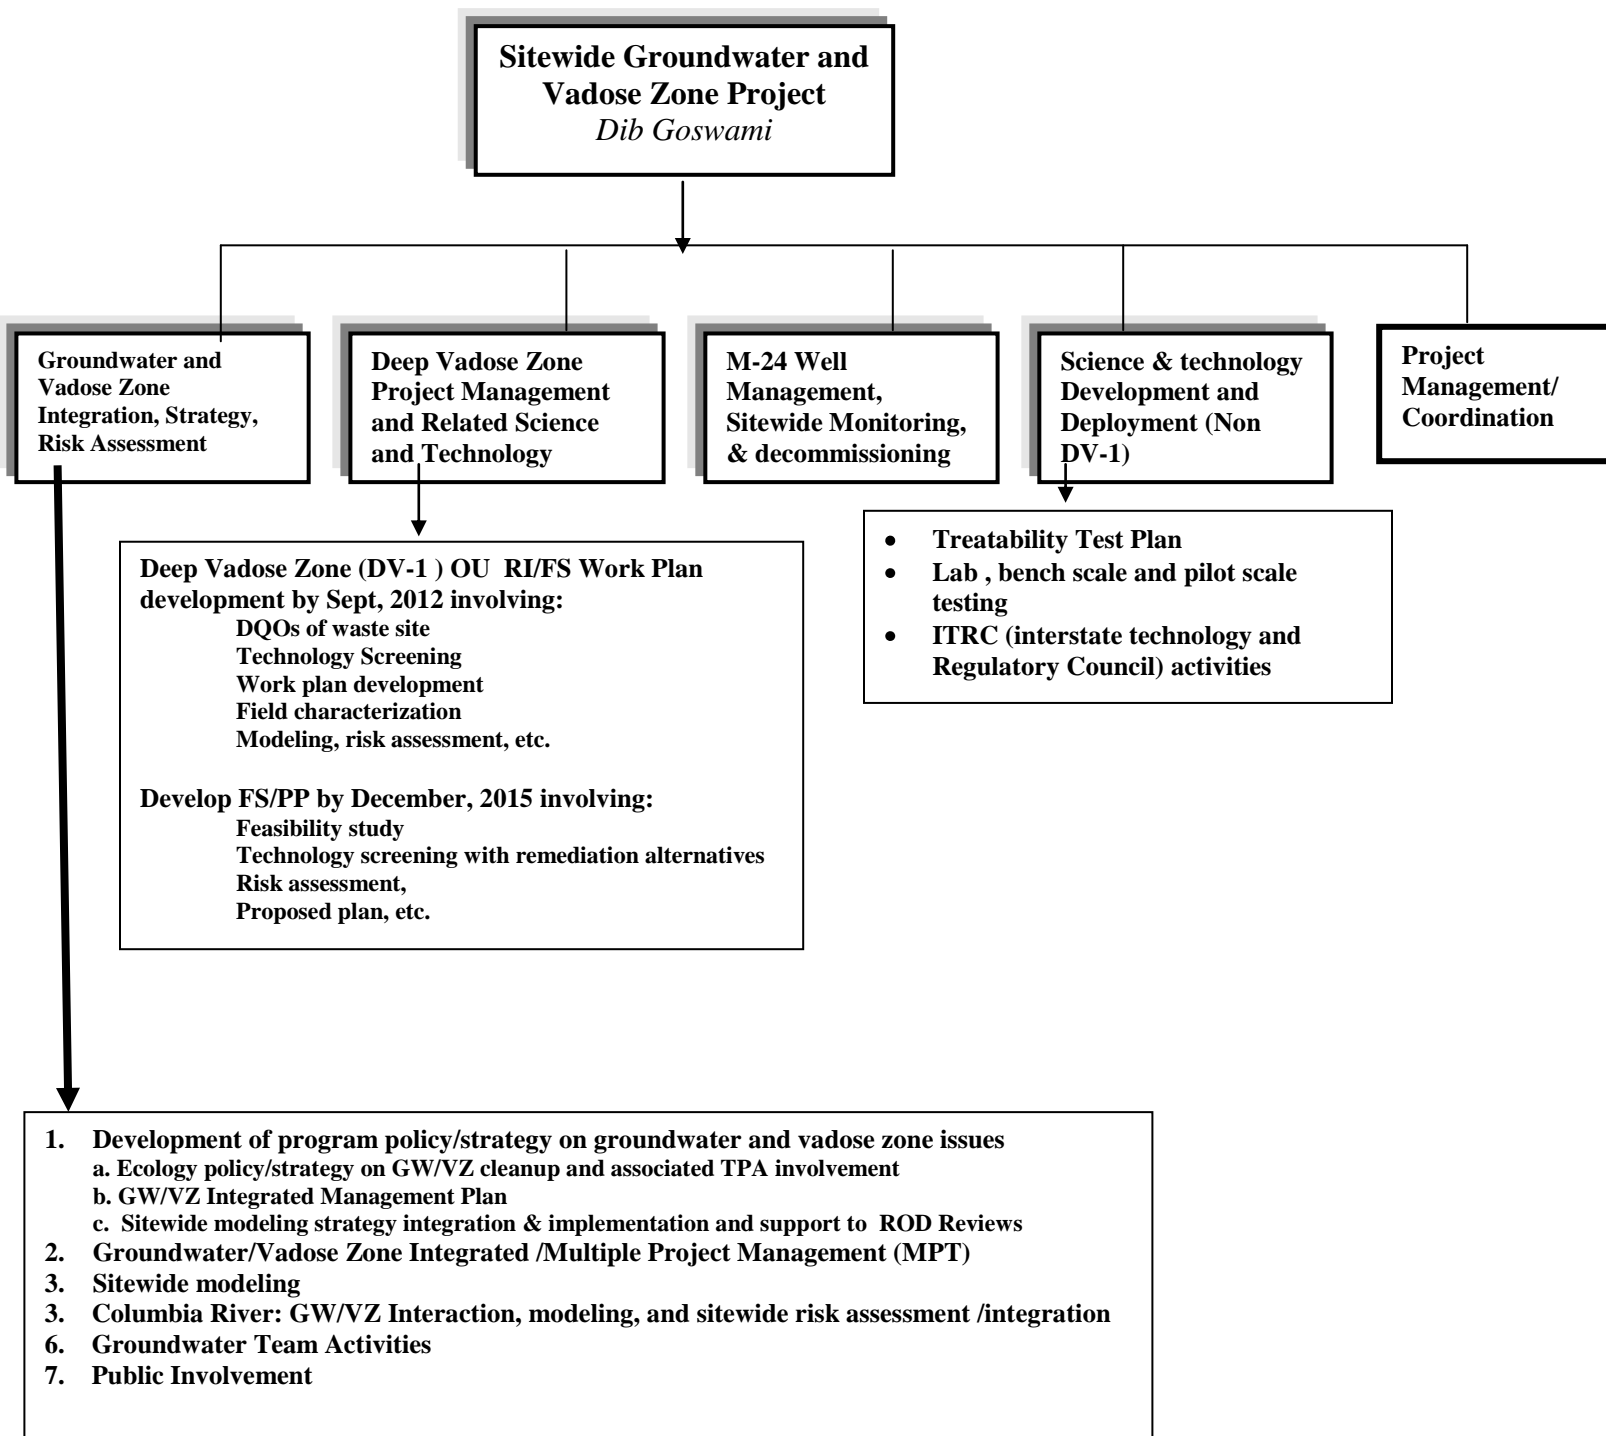 Sitewide Groundwater and
Vadose Zone Project
Dib Goswami
Groundwater and
Vadose Zone
Integration, Strategy,
Risk Assessment
Deep Vadose Zone
Project Management
and Related Science
and Technology
M-24 Well
Management,
Sitewide Monitoring,
& decommissioning
Science & technology
Development and
Deployment (Non
DV-1)
Project
Management/
Coordination
• Treatability Test Plan
• Lab , bench scale and pilot scale
testing
• ITRC (interstate technology and
Regulatory Council) activities
Deep Vadose Zone (DV-1 ) OU RI/FS Work Plan
development by Sept, 2012 involving:
DQOs of waste site
Technology Screening
Work plan development
Field characterization
Modeling, risk assessment, etc.
Develop FS/PP by December, 2015 involving:
Feasibility study
Technology screening with remediation alternatives
Risk assessment,
Proposed plan, etc.
1. Development of program policy/strategy on groundwater and vadose zone issues
a. Ecology policy/strategy on GW/VZ cleanup and associated TPA involvement
b. GW/VZ Integrated Management Plan
c. Sitewide modeling strategy integration & implementation and support to ROD Reviews
2. Groundwater/Vadose Zone Integrated /Multiple Project Management (MPT)
3. Sitewide modeling
3. Columbia River: GW/VZ Interaction, modeling, and sitewide risk assessment /integration
6. Groundwater Team Activities
7. Public Involvement